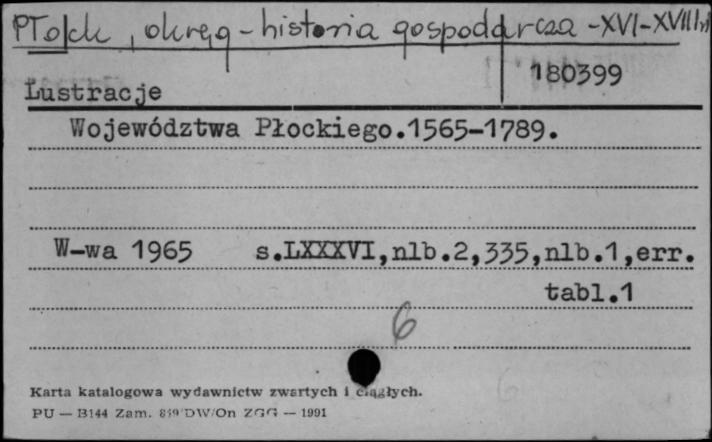 Płock, okręg - historia gospodarcza - XVI-XVIII w
180399
Lustracje
Województwa Płockiego.1565-1789.
W-wa 1965 s.LXXXVI,nlb.2,335,nlb.1,err.
tabl.1
6
Karta katalogowa wydawnictw zwartych i ciągłych.
PU — B144 Zam. DW/On ZGG — 1991